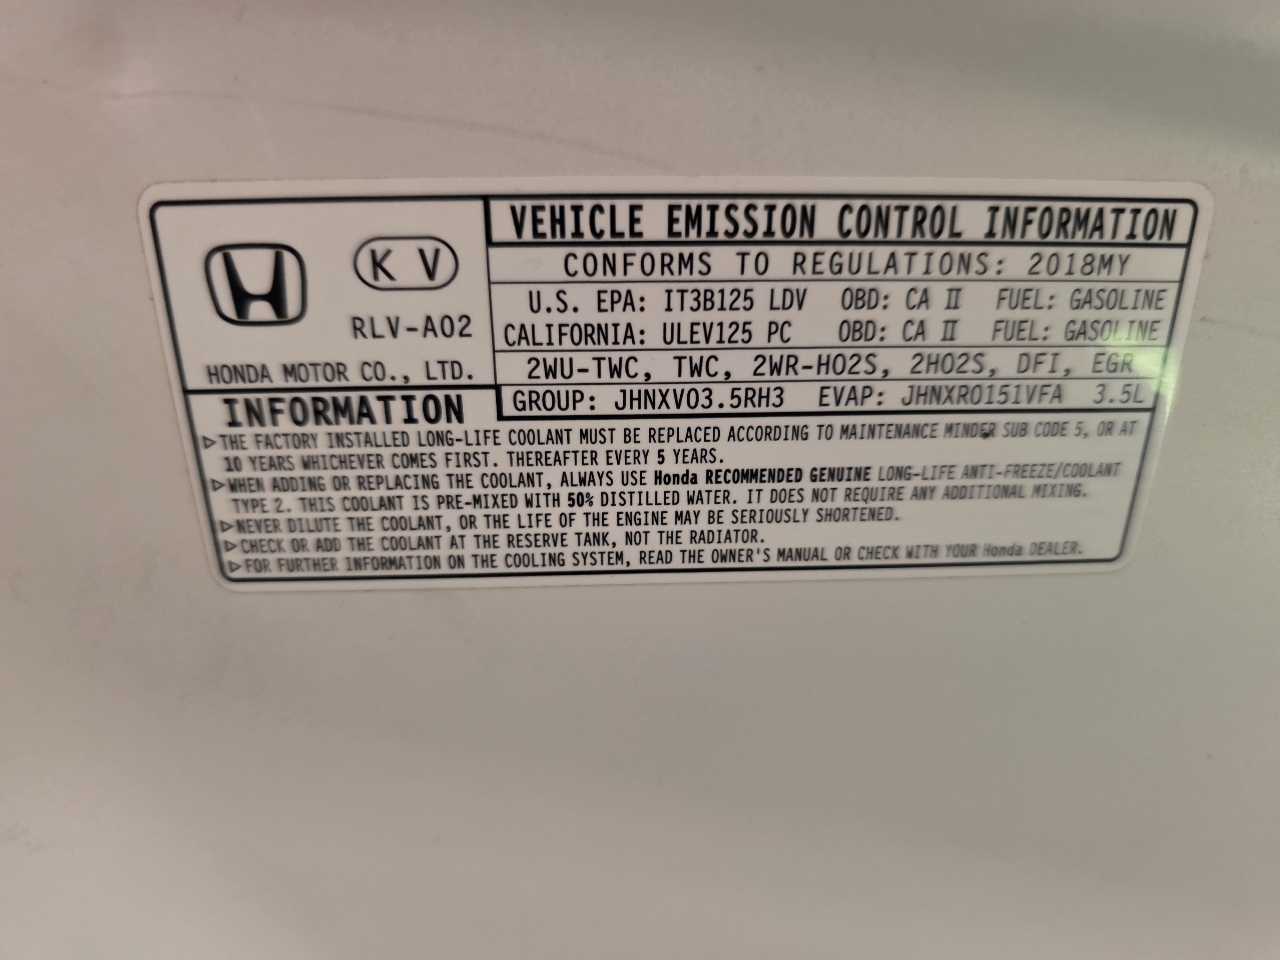 K V
RLV-A02
HONDA MOTOR CO., LTD.
VEHICLE EMISSION CONTROL INFORMATION
CONFORMS TO REGULATIONS: 2018MY
U.S. EPA: IT3B125 LDV OBD: CA II FUEL: GASOLINE
CALIFORNIA: ULEV125 PC OBD: CA II FUEL: GASOLINE
2WU-TWC, TWC, 2WR-HO2S, 2HO2S, DFI, EGR
GROUP: JHNXV03.5RH3 EVAP: JHNXR0151VFA 3.5L
INFORMATION
▷THE FACTORY INSTALLED LONG-LIFE COOLANT MUST BE REPLACED ACCORDING TO MAINTENANCE MINDER SUB CODE 5, OR AT
10 YEARS WHICHEVER COMES FIRST. THEREAFTER EVERY 5 YEARS.
▷WHEN ADDING OR REPLACING THE COOLANT, ALWAYS USE Honda RECOMMENDED GENUINE LONG-LIFE ANTI-FREEZE/COOLANT
TYPE 2. THIS COOLANT IS PRE-MIXED WITH 50% DISTILLED WATER. IT DOES NOT REQUIRE ANY ADDITIONAL MIXING.
▷NEVER DILUTE THE COOLANT, OR THE LIFE OF THE ENGINE MAY BE SERIOUSLY SHORTENED.
▷CHECK OR ADD THE COOLANT AT THE RESERVE TANK, NOT THE RADIATOR.
▷FOR FURTHER INFORMATION ON THE COOLING SYSTEM, READ THE OWNER'S MANUAL OR CHECK WITH YOUR Honda DEALER.